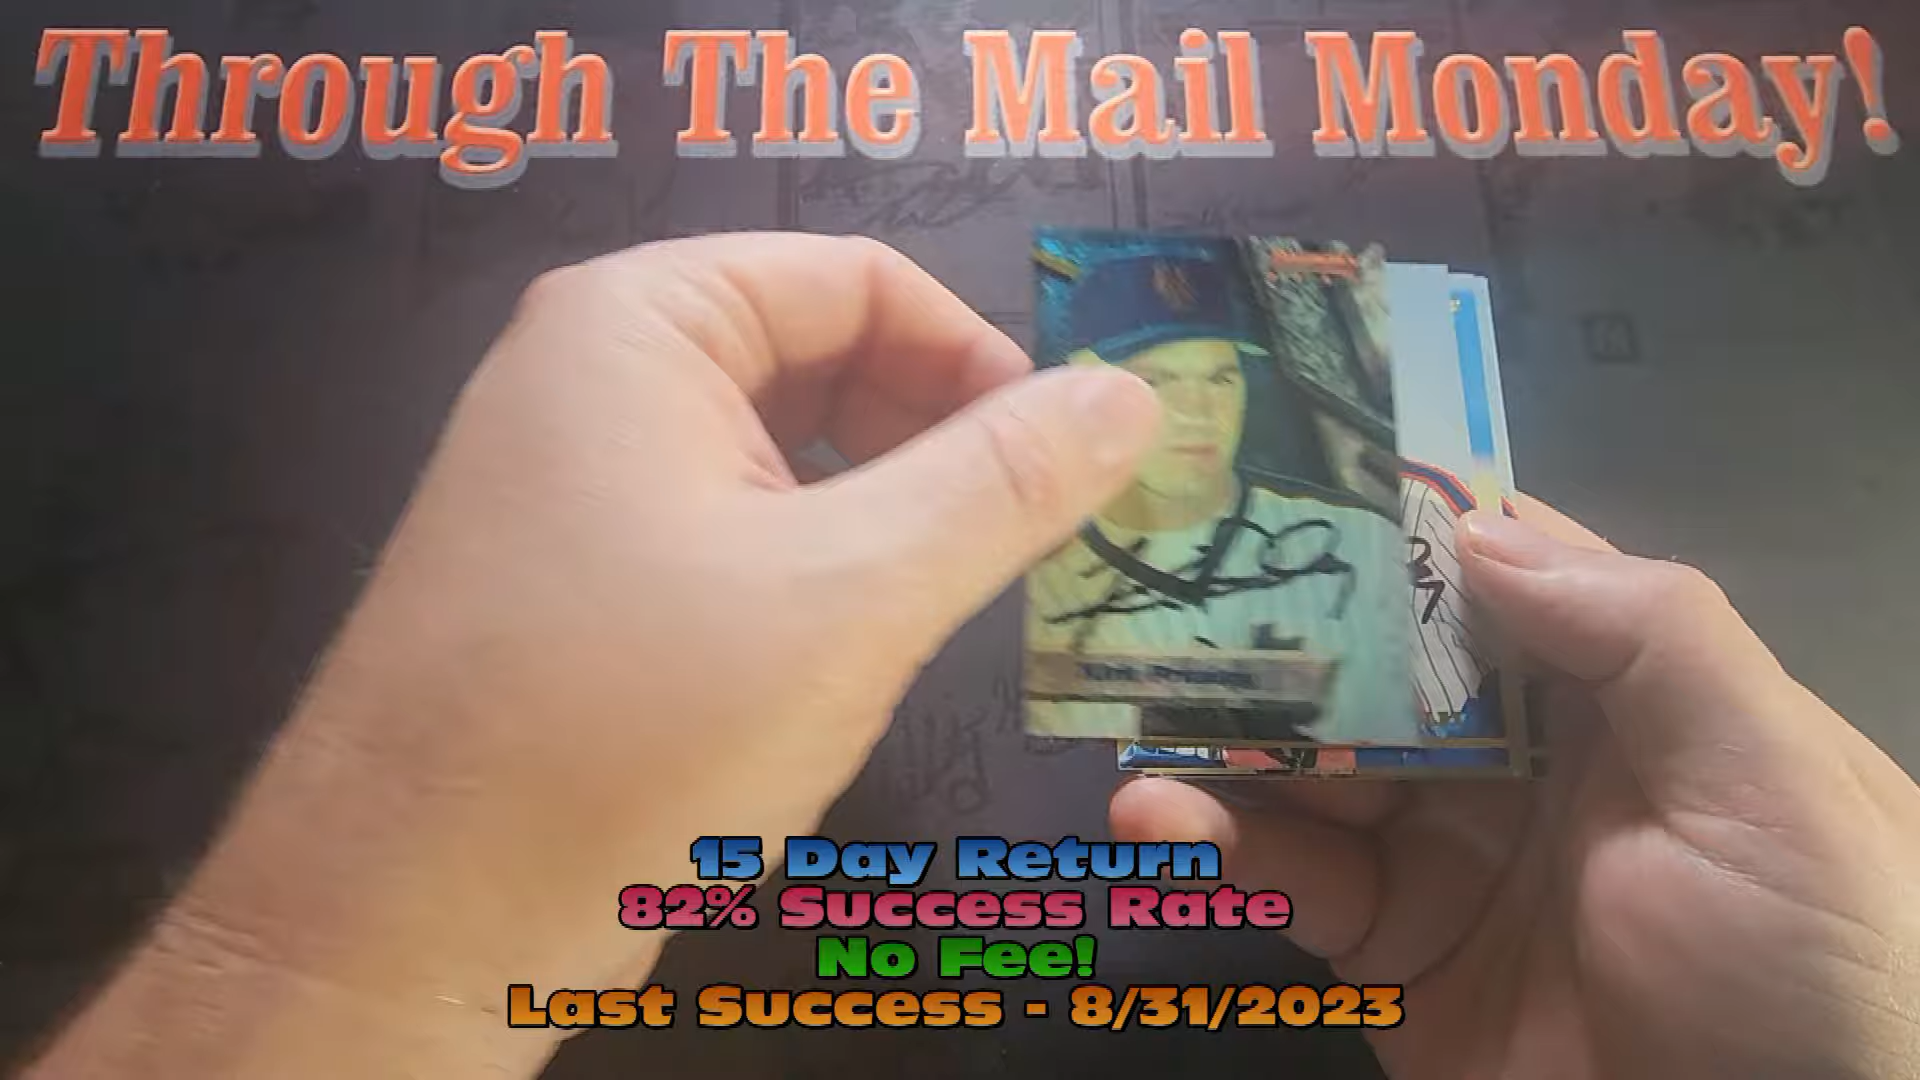 Through The Mail Monday!
15 Day Return
82% Success Rate
No Fee!
Last Success - 8/31/2023